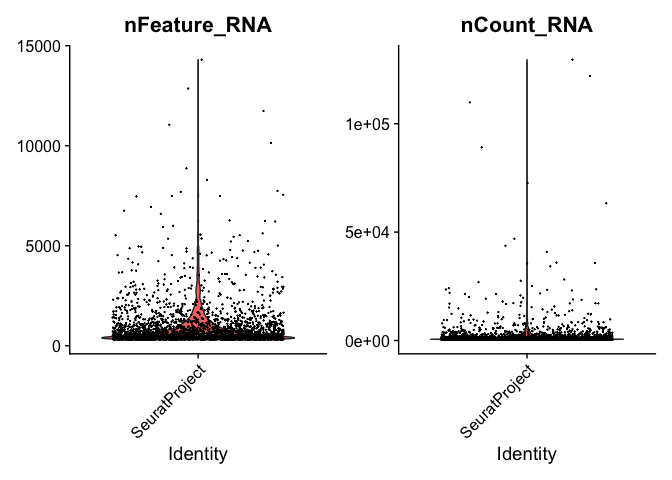 nFeature_RNA
15000
10000
5000
0
SeuratProject
Identity
nCount_RNA
1e+05
5e+04
0e+00
SeuratProject
Identity